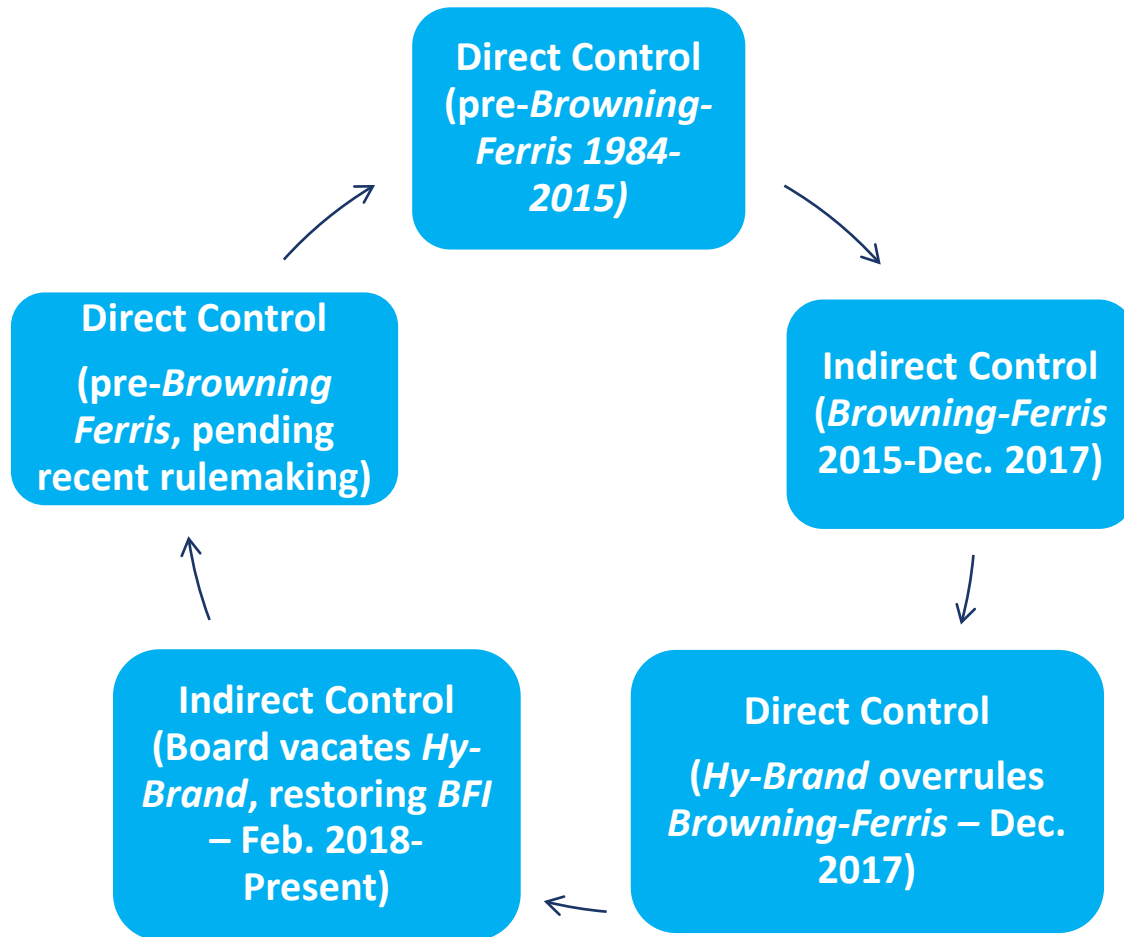 Direct Control
(pre-Browning-
Ferris 1984-
2015)
Indirect Control
(Browning-Ferris
2015-Dec. 2017)
Direct Control
(Hy-Brand overrules
Browning-Ferris – Dec.
2017)
Indirect Control
(Board vacates Hy-
Brand, restoring BFI
– Feb. 2018-
Present)
Direct Control
(pre-Browning
Ferris, pending
recent rulemaking)